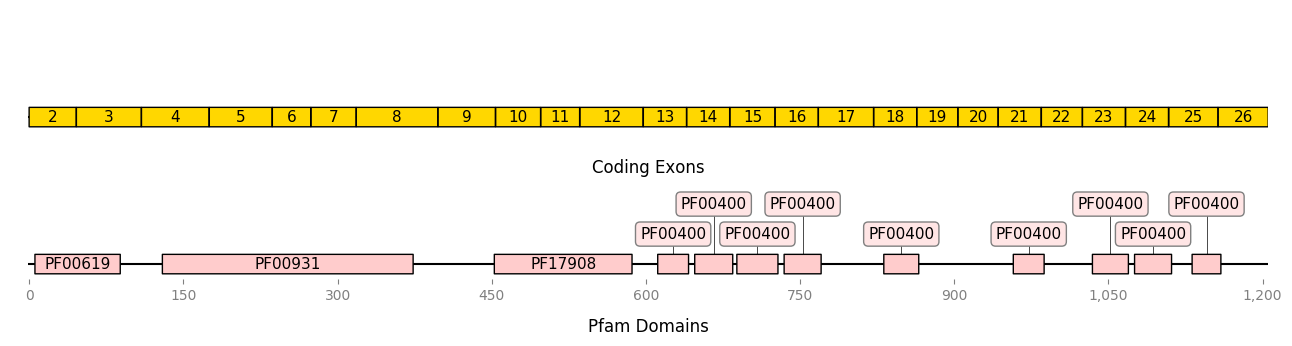 2 3 4 5 6 7 8 9 10 11 12 13 14 15 16 17 18 19 20 21 22 23 24 25 26
Coding Exons
PF00400 PF00400 PF00400 PF00400
PF00400 PF00400 PF00400 PF00400 PF00400
PF00619 PF00931 PF17908
0 150 300 450 600 750 900 1,050 1,200
Pfam Domains